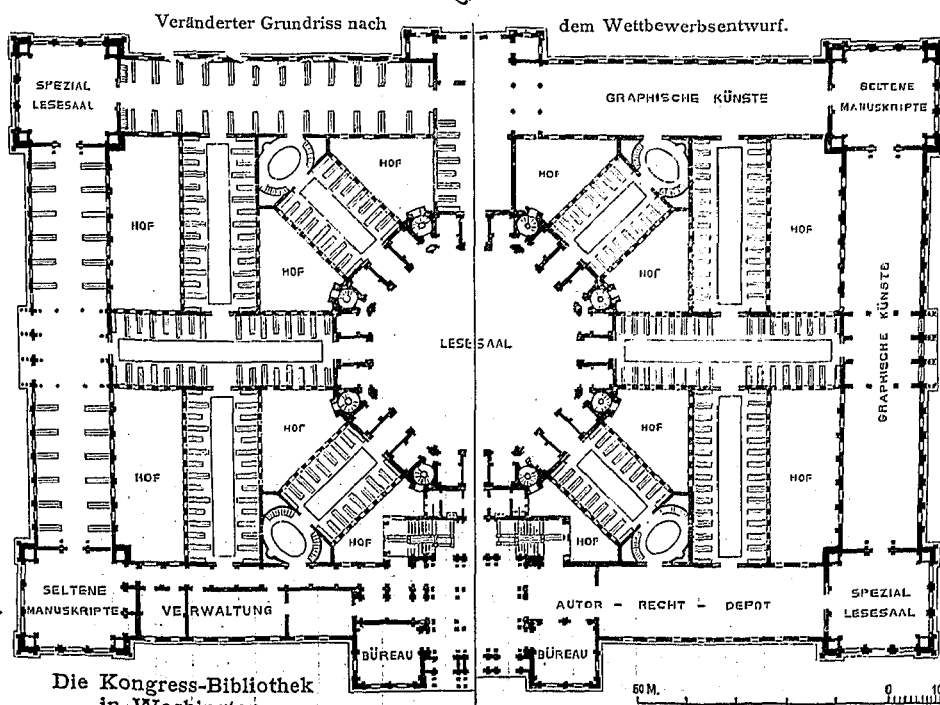 Veränderter Grundriss nach dem Wettbewerbsentwurf.
SPEZIAL
LESESAAL
GRAPHISCHE KÜNSTE
SELTENE
MANUSKRIPTE
HOF
HOF
HOF
HOF
HOF
HOF
GRAPHISCHE KÜNSTE
LESESAAL
HOF
HOF
HOF
HOF
HOF
HOF
SELTENE
MANUSKRIPTE
VERWALTUNG
AUTOR - RECHT - DEPOT
SPEZIAL
LESESAAL
BÜREAU
BÜREAU
Die Kongress-Bibliothek
in Washington
50 M.
0